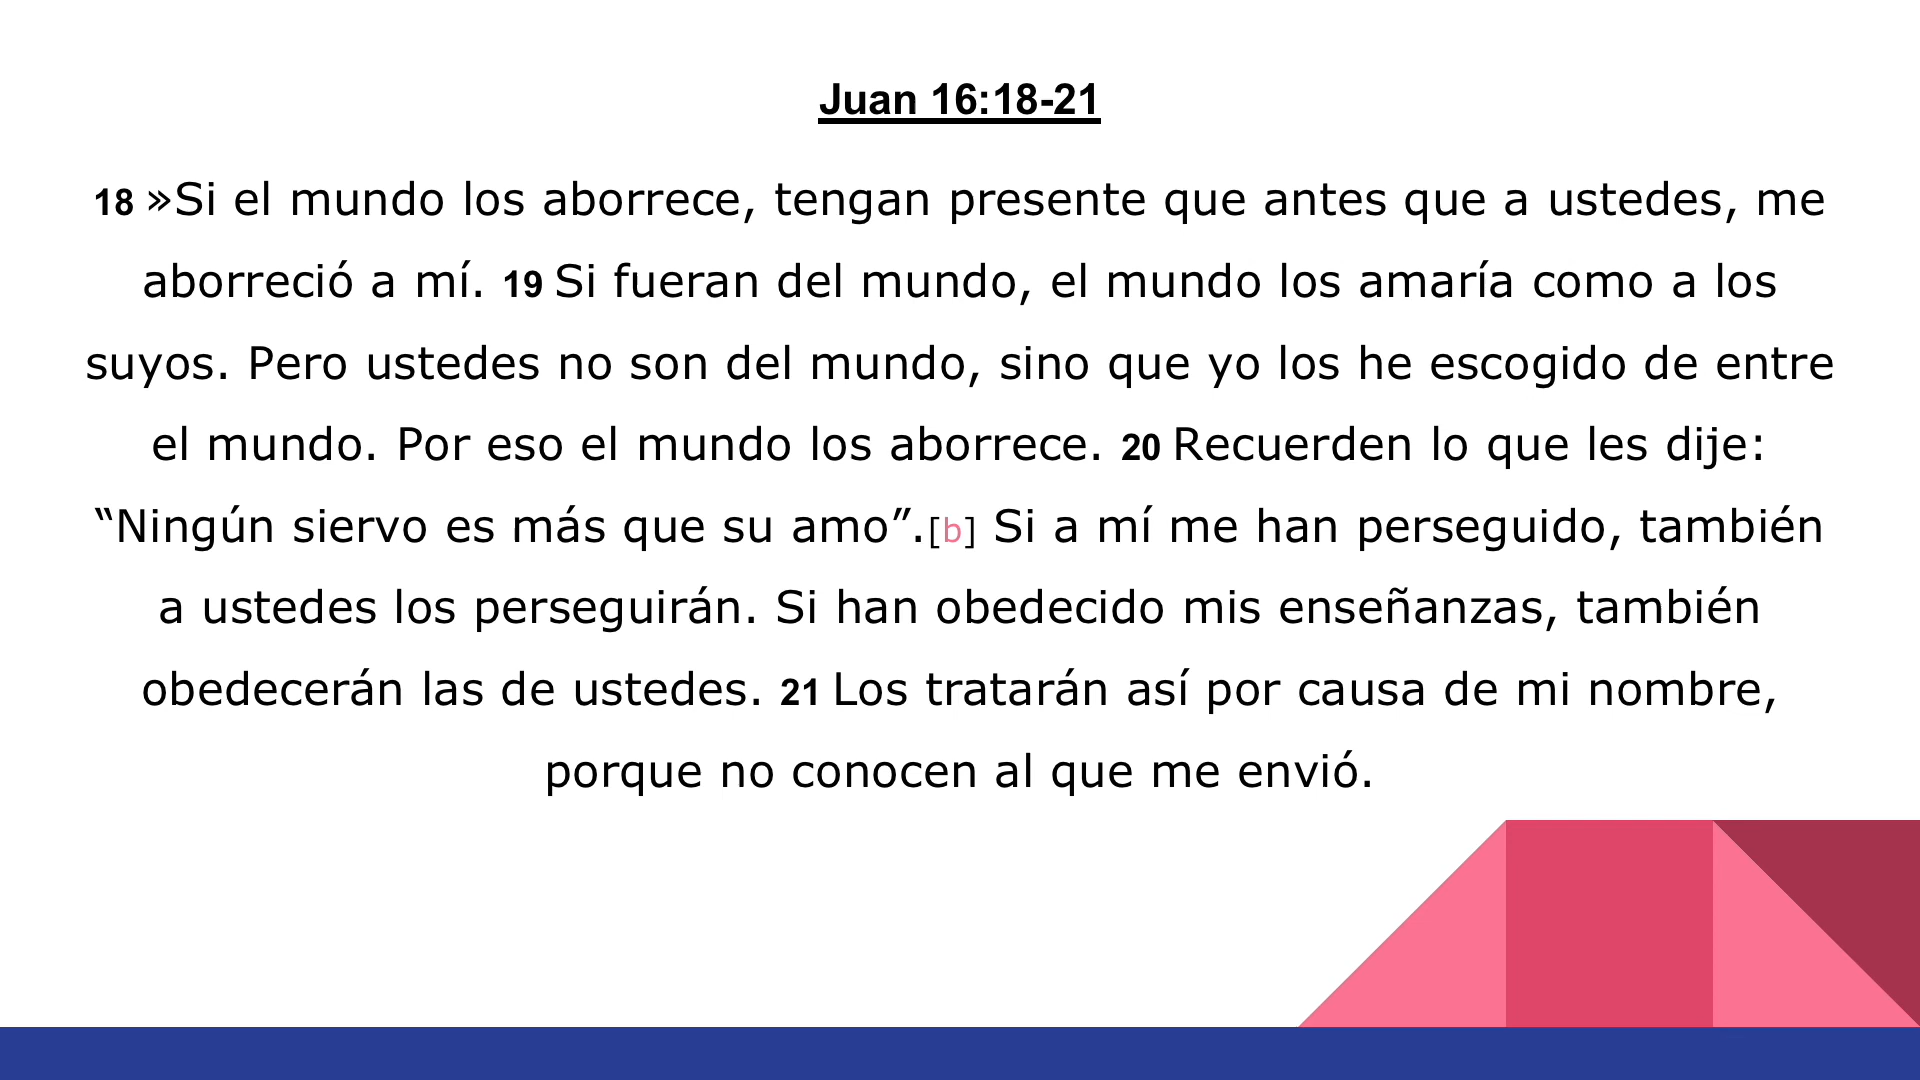 Juan 16:18-21
18 »Si el mundo los aborrece, tengan presente que antes que a ustedes, me
aborreció a mí. 19 Si fueran del mundo, el mundo los amaría como a los
suyos. Pero ustedes no son del mundo, sino que yo los he escogido de entre
el mundo. Por eso el mundo los aborrece. 20 Recuerden lo que les dije:
“Ningún siervo es más que su amo”.[b] Si a mí me han perseguido, también
a ustedes los perseguirán. Si han obedecido mis enseñanzas, también
obedecerán las de ustedes. 21 Los tratarán así por causa de mi nombre,
porque no conocen al que me envió.